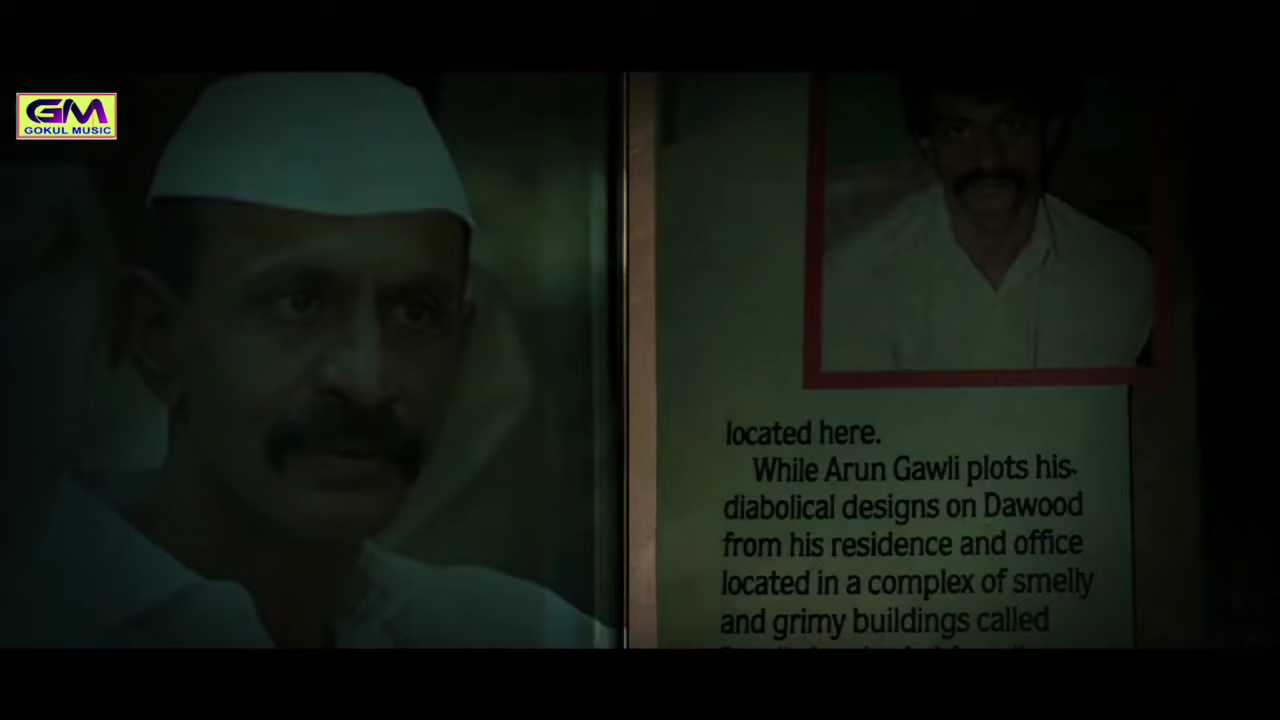 GM
GOKUL MUSIC
located here.
While Arun Gawli plots his
diabolical designs on Dawood
from his residence and office
located in a complex of smelly
and grimy buildings called